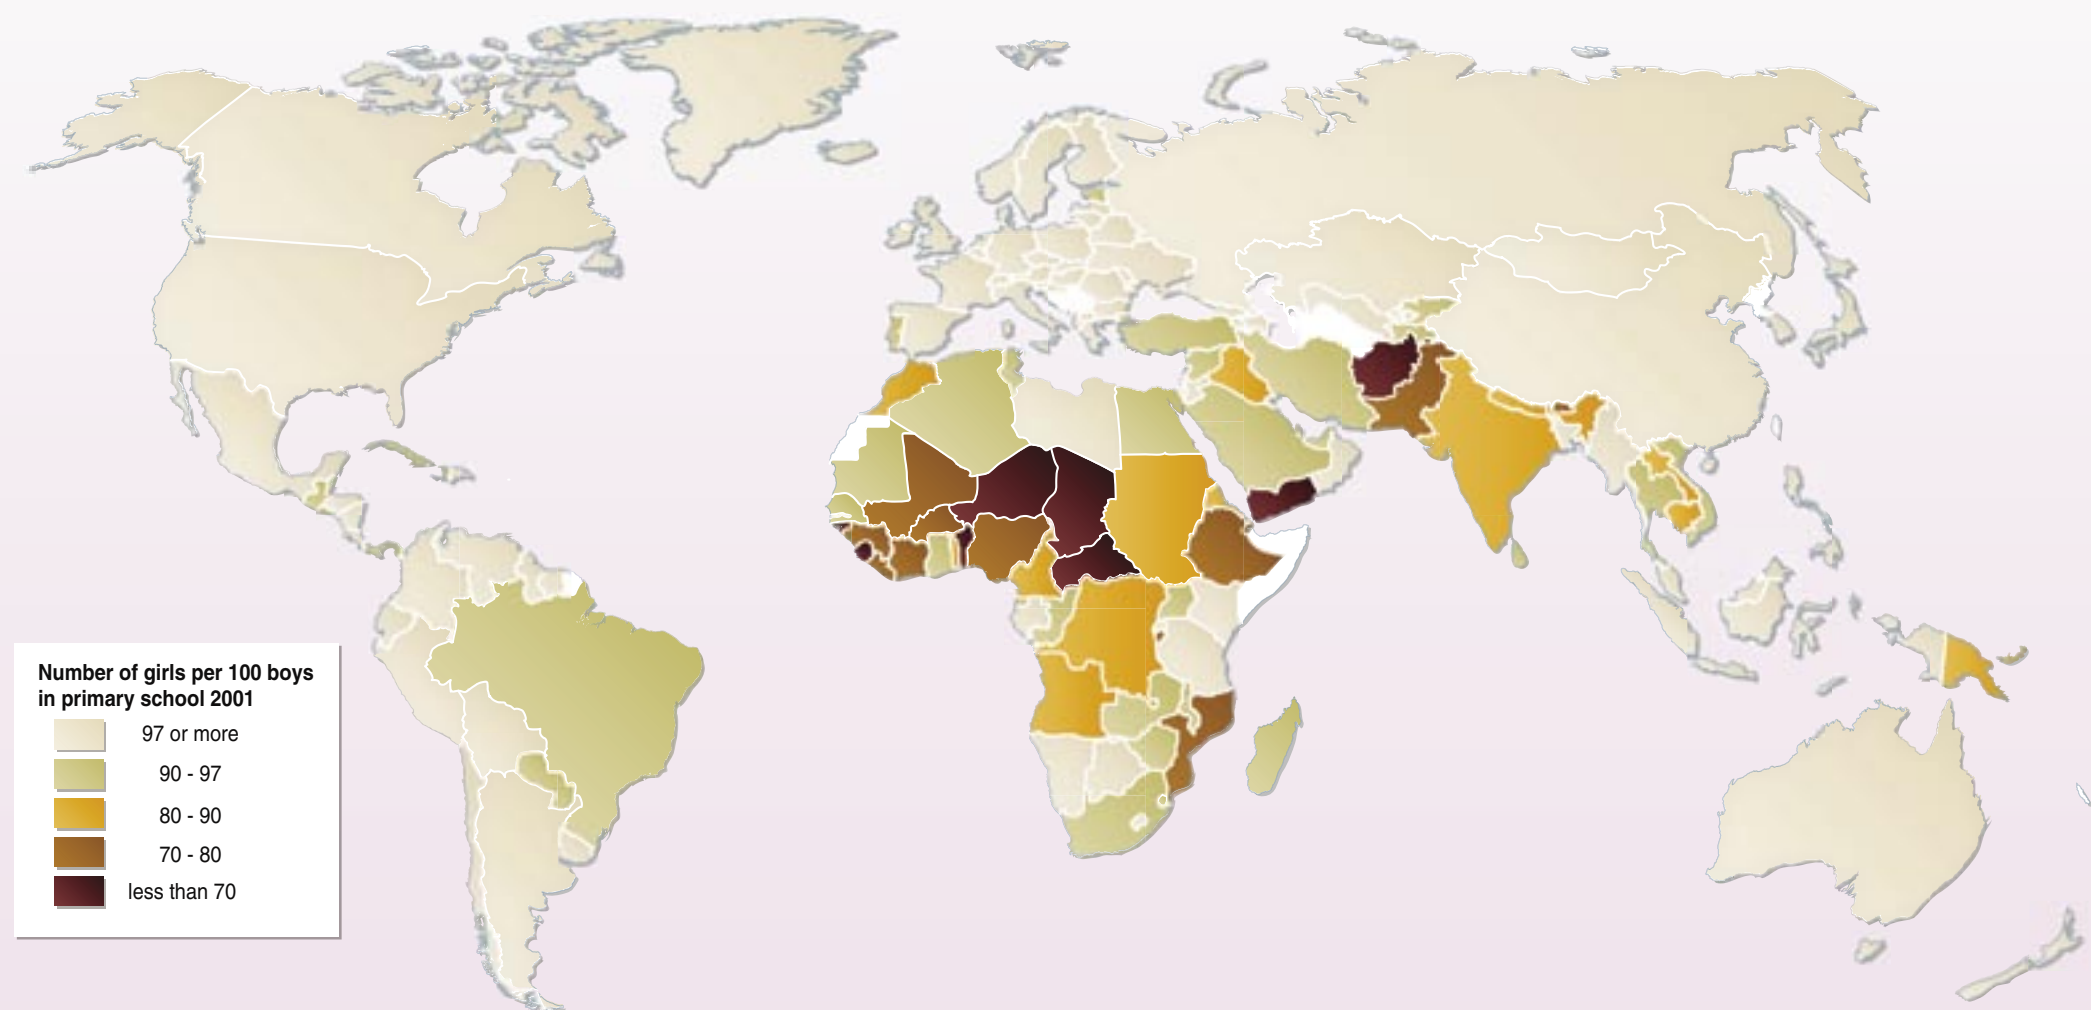 Number of girls per 100 boys
in primary school 2001
97 or more
90 - 97
80 - 90
70 - 80
less than 70